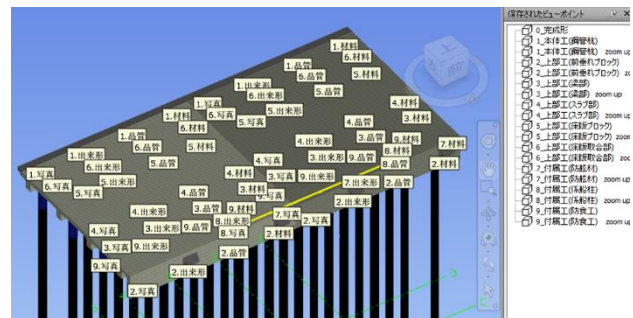 保存されたビューポイント
0_完成形
1_本体工(鋼管杭)
1_本体工(鋼管杭) zoom up
2_上部工(前垂れブロック)
2_上部工(前垂れブロック) zo
3_上部工(梁部)
3_上部工(梁部) zoom up
4_上部工(スラブ部)
4_上部工(スラブ部) zoom up
5_上部工(床版ブロック)
5_上部工(床版ブロック) zoom
6_上部工(床版取合部)
6_上部工(床版取合部) zoo
7_付属工(防舷材)
7_付属工(防舷材) zoom up
8_付属工(係船柱)
8_付属工(係船柱) zoom up
9_付属工(防食工)
9_付属工(防食工) zoom up
上
前
1.材料
6.材料
1.品管
6.品管
5.材料
1.出来形
6.出来形
5.品管
1.写真
6.写真
5.出来形
4.材料
3.材料
1.材料
6.材料
5.写真
4.品管
3.品管
9.材料
7.材料
1.品管
6.品管
5.材料
4.出来形
3.出来形
8.材料
8.品管
2.材料
1.出来形
6.出来形
5.品管
4.写真
3.写真
9.出来形
7.出来形
2.品管
1.写真
6.写真
5.出来形
5.写真
4.材料
3.材料
9.写真
2.出来形
4.品管
3.品管
9.材料
8.出来形
7.写真
2.写真
4.出来形
3.出来形
9.品管
8.写真
2.材料
4.写真
3.写真
9.出来形
2.品管
9.写真
2.出来形
2.写真